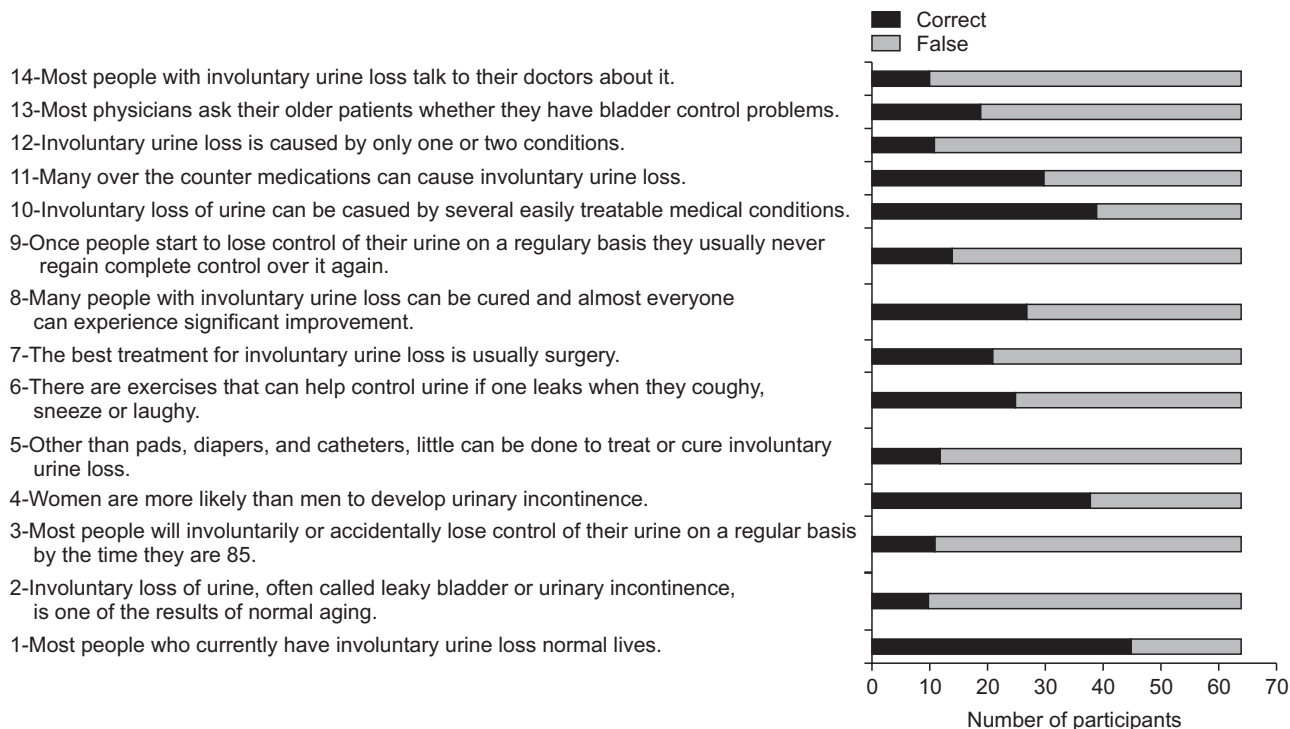 Correct
False
14-Most people with involuntary urine loss talk to their doctors about it.
13-Most physicians ask their older patients whether they have bladder control problems.
12-Involuntary urine loss is caused by only one or two conditions.
11-Many over the counter medications can cause involuntary urine loss.
10-Involuntary loss of urine can be casued by several easily treatable medical conditions.
9-Once people start to lose control of their urine on a regulary basis they usually never
regain complete control over it again.
8-Many people with involuntary urine loss can be cured and almost everyone
can experience significant improvement.
7-The best treatment for involuntary urine loss is usually surgery.
6-There are exercises that can help control urine if one leaks when they coughy,
sneeze or laughy.
5-Other than pads, diapers, and catheters, little can be done to treat or cure involuntary
urine loss.
4-Women are more likely than men to develop urinary incontinence.
3-Most people will involuntarily or accidentally lose control of their urine on a regular basis
by the time they are 85.
2-Involuntary loss of urine, often called leaky bladder or urinary incontinence,
is one of the results of normal aging.
1-Most people who currently have involuntary urine loss normal lives.
0 10 20 30 40 50 60 70
Number of participants